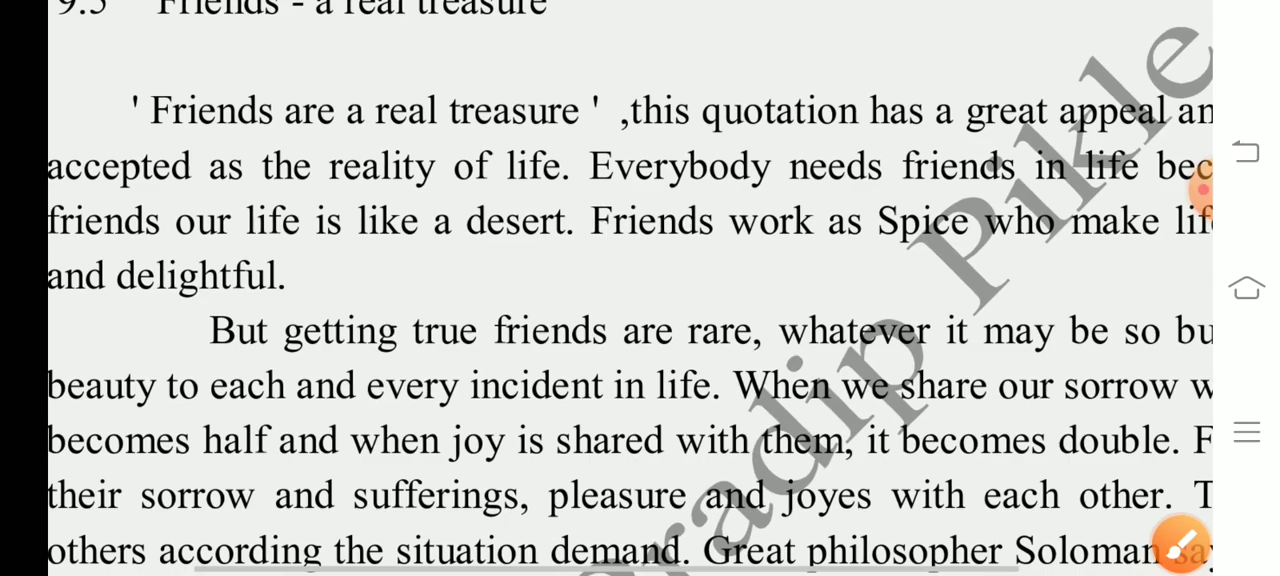 9.5 Friends - a real treasure
' Friends are a real treasure ' ,this quotation has a great appeal an
accepted as the reality of life. Everybody needs friends in life bec
friends our life is like a desert. Friends work as Spice who make lif
and delightful.
But getting true friends are rare, whatever it may be so bu
beauty to each and every incident in life. When we share our sorrow w
becomes half and when joy is shared with them, it becomes double. F
their sorrow and sufferings, pleasure and joyes with each other. T
others according the situation demand. Great philosopher Soloman say
radip Pikle